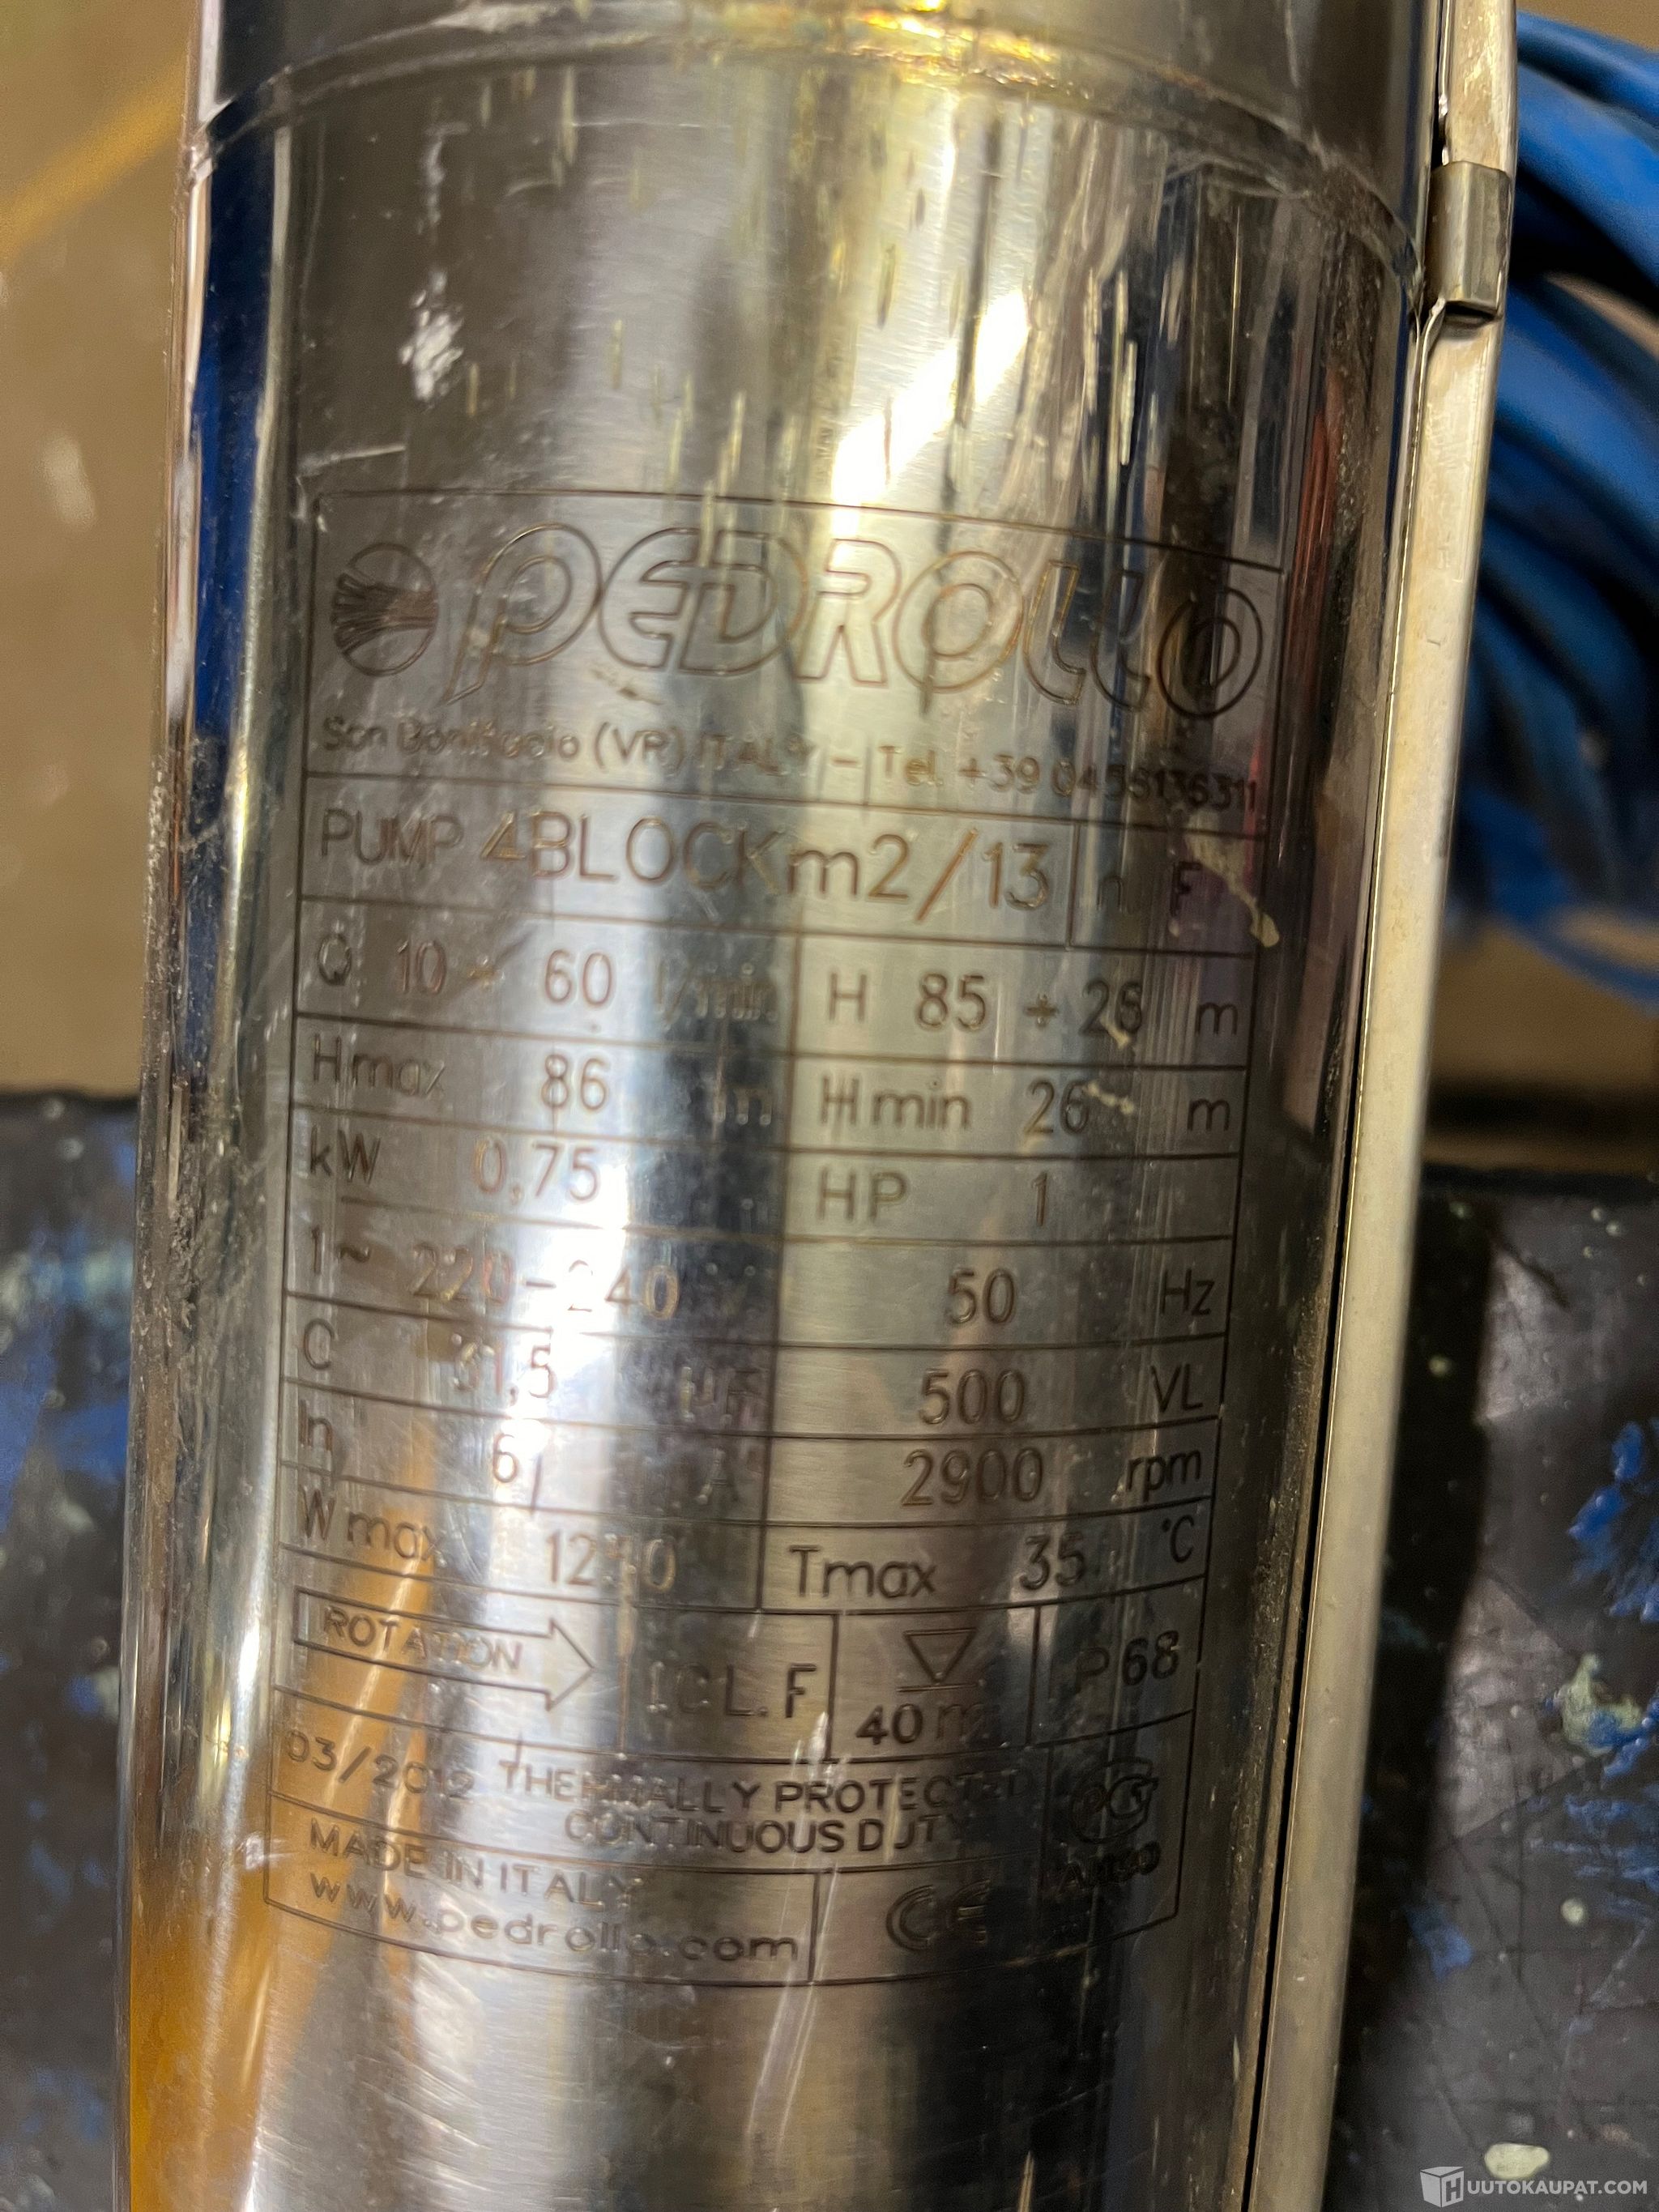 PEDROLLO
San Bonifacio (VR) ITALY - Tel. +39 0456136311
PUMP 4BLOCKm2/13 n. F
Q 10 ÷ 60 l/min H 85 ÷ 26 m
Hmax 86 m Hmin 26 m
kW 0,75 HP 1
1~ 220-240 V 50 Hz
C 31,5 µF 500 VL
In 6, A 2900 rpm
W max Tmax 35 °C
ROTATION I.CL.F 40 m IP 68
03/2012 THERMALLY PROTECTED
CONTINUOUS DUTY
MADE IN ITALY
www.pedrollo.com CE
HUUTOKAUPAT.COM